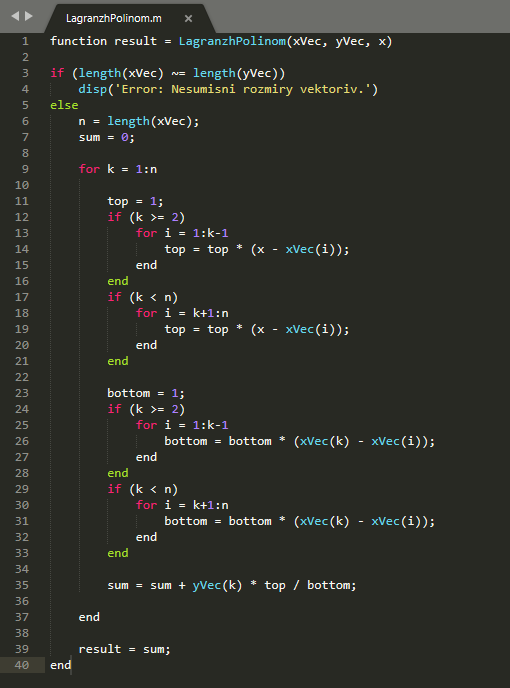 LagranzhPolinom.m ×
1 function result = LagranzhPolinom(xVec, yVec, x)
2
3 if (length(xVec) ~= length(yVec))
4     disp('Error: Nesumisni rozmiry vektoriv.')
5 else
6     n = length(xVec);
7     sum = 0;
8
9     for k = 1:n
10
11         top = 1;
12         if (k >= 2)
13             for i = 1:k-1
14                 top = top * (x - xVec(i));
15             end
16         end
17         if (k < n)
18             for i = k+1:n
19                 top = top * (x - xVec(i));
20             end
21         end
22
23         bottom = 1;
24         if (k >= 2)
25             for i = 1:k-1
26                 bottom = bottom * (xVec(k) - xVec(i));
27             end
28         end
29         if (k < n)
30             for i = k+1:n
31                 bottom = bottom * (xVec(k) - xVec(i));
32             end
33         end
34
35         sum = sum + yVec(k) * top / bottom;
36
37     end
38
39     result = sum;
40 end